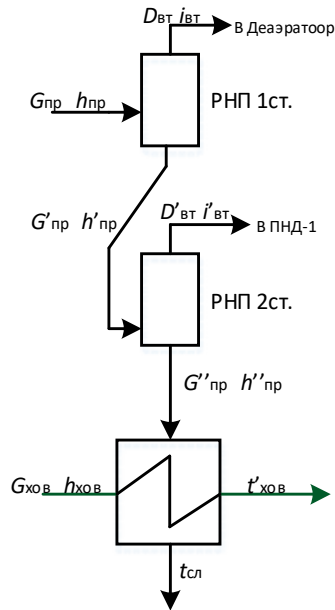 Dвт iвт
В Деаэратоор
Gпр hпр
РНП 1ст.
G'пр h'пр
D'вт i'вт
В ПНД-1
РНП 2ст.
G''пр h''пр
Gхов hхов
t'хов
tсл